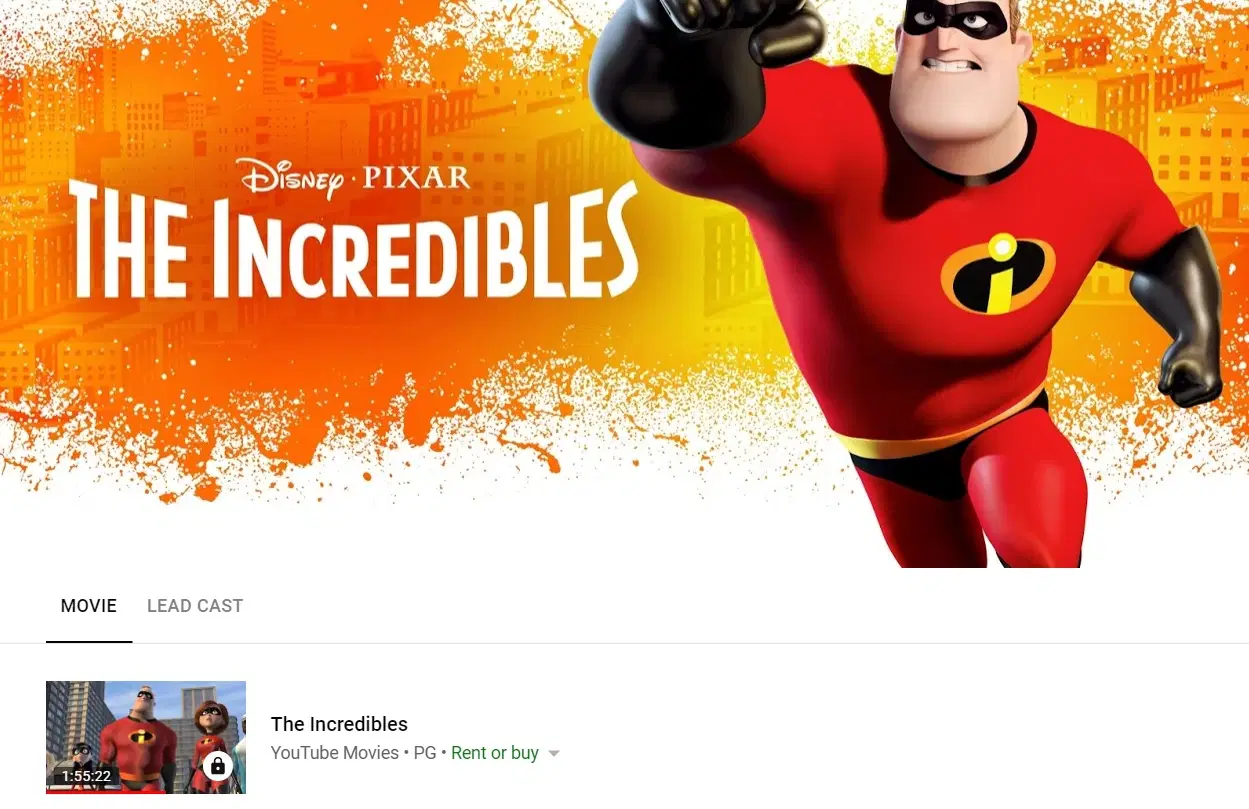 Disney · PIXAR
THE INCREDIBLES
i
MOVIE LEAD CAST
1:55:22
The Incredibles
YouTube Movies • PG • Rent or buy